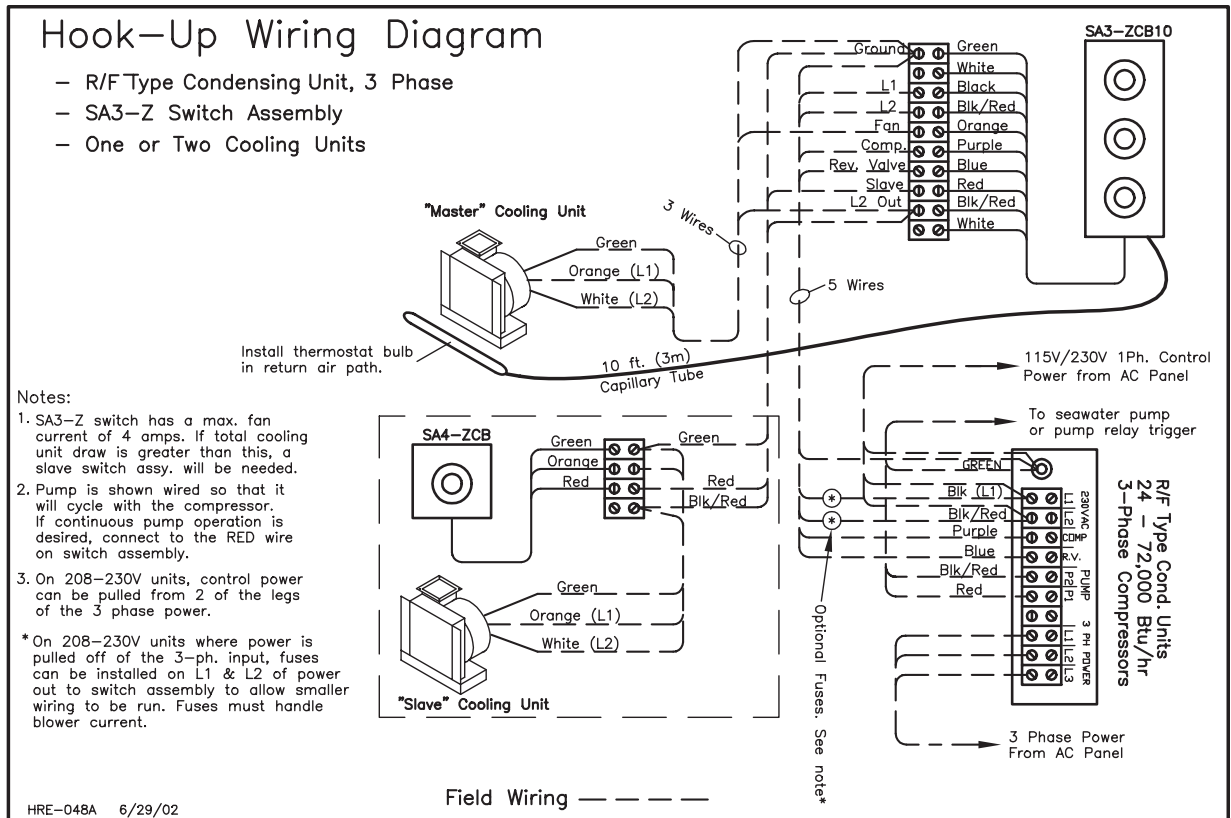 Hook-Up Wiring Diagram
- R/F Type Condensing Unit, 3 Phase
- SA3-Z Switch Assembly
- One or Two Cooling Units
SA3-ZCB10
Ground
Green
White
L1
Black
L2
Blk/Red
Fan
Orange
Comp.
Purple
Rev. Valve
Blue
Slave
Red
L2 Out
Blk/Red
White
"Master" Cooling Unit
3 Wires
Green
Orange (L1)
White (L2)
5 Wires
Install thermostat bulb
in return air path.
10 ft. (3m)
Capillary Tube
115V/230V 1Ph. Control
Power from AC Panel
To seawater pump
or pump relay trigger
Notes:
1. SA3-Z switch has a max. fan
current of 4 amps. If total cooling
unit draw is greater than this, a
slave switch assy. will be needed.
2. Pump is shown wired so that it
will cycle with the compressor.
If continuous pump operation is
desired, connect to the RED wire
on switch assembly.
3. On 208-230V units, control power
can be pulled from 2 of the legs
of the 3 phase power.
* On 208-230V units where power is
pulled off of the 3-ph. input, fuses
can be installed on L1 & L2 of power
out to switch assembly to allow smaller
wiring to be run. Fuses must handle
blower current.
SA4-ZCB
Green
Orange
Red
Green
Red
Blk/Red
Green
Orange (L1)
White (L2)
"Slave" Cooling Unit
GREEN
*
Blk (L1)
*
Blk/Red
Purple
Blue
Blk/Red
Red
L1
L2
230VAC
COMP
R.V.
P2
P1
PUMP
L1
L2
L3
3 PH POWER
R/F Type Cond. Units
24 - 72,000 Btu/hr
3-Phase Compressors
Optional Fuses. See note*
3 Phase Power
From AC Panel
Field Wiring
HRE-048A 6/29/02